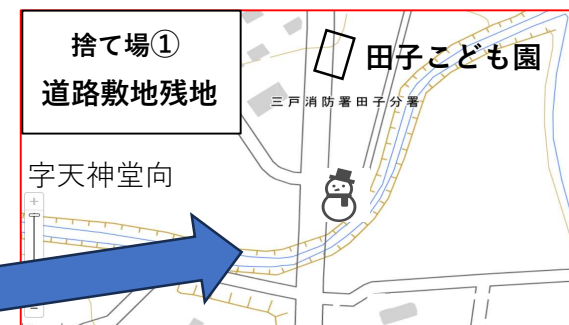 捨て場①
道路敷地残地
田子こども園
三戸消防署田子分署
字天神堂向
+
−